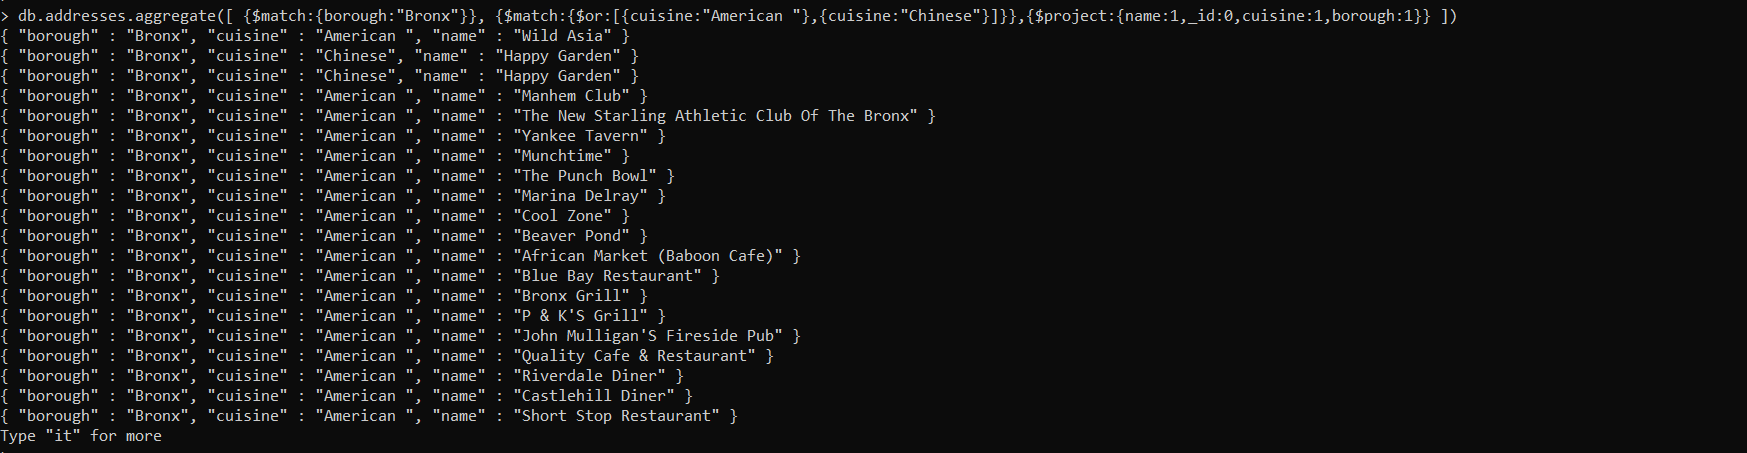 > db.addresses.aggregate([ {$match:{borough:"Bronx"}}, {$match:{$or:[{cuisine:"American "},{cuisine:"Chinese"}]}},{$project:{name:1,_id:0,cuisine:1,borough:1}} ])
{ "borough" : "Bronx", "cuisine" : "American ", "name" : "Wild Asia" }
{ "borough" : "Bronx", "cuisine" : "Chinese", "name" : "Happy Garden" }
{ "borough" : "Bronx", "cuisine" : "Chinese", "name" : "Happy Garden" }
{ "borough" : "Bronx", "cuisine" : "American ", "name" : "Manhem Club" }
{ "borough" : "Bronx", "cuisine" : "American ", "name" : "The New Starling Athletic Club Of The Bronx" }
{ "borough" : "Bronx", "cuisine" : "American ", "name" : "Yankee Tavern" }
{ "borough" : "Bronx", "cuisine" : "American ", "name" : "Munchtime" }
{ "borough" : "Bronx", "cuisine" : "American ", "name" : "The Punch Bowl" }
{ "borough" : "Bronx", "cuisine" : "American ", "name" : "Marina Delray" }
{ "borough" : "Bronx", "cuisine" : "American ", "name" : "Cool Zone" }
{ "borough" : "Bronx", "cuisine" : "American ", "name" : "Beaver Pond" }
{ "borough" : "Bronx", "cuisine" : "American ", "name" : "African Market (Baboon Cafe)" }
{ "borough" : "Bronx", "cuisine" : "American ", "name" : "Blue Bay Restaurant" }
{ "borough" : "Bronx", "cuisine" : "American ", "name" : "Bronx Grill" }
{ "borough" : "Bronx", "cuisine" : "American ", "name" : "P & K'S Grill" }
{ "borough" : "Bronx", "cuisine" : "American ", "name" : "John Mulligan'S Fireside Pub" }
{ "borough" : "Bronx", "cuisine" : "American ", "name" : "Quality Cafe & Restaurant" }
{ "borough" : "Bronx", "cuisine" : "American ", "name" : "Riverdale Diner" }
{ "borough" : "Bronx", "cuisine" : "American ", "name" : "Castlehill Diner" }
{ "borough" : "Bronx", "cuisine" : "American ", "name" : "Short Stop Restaurant" }
Type "it" for more